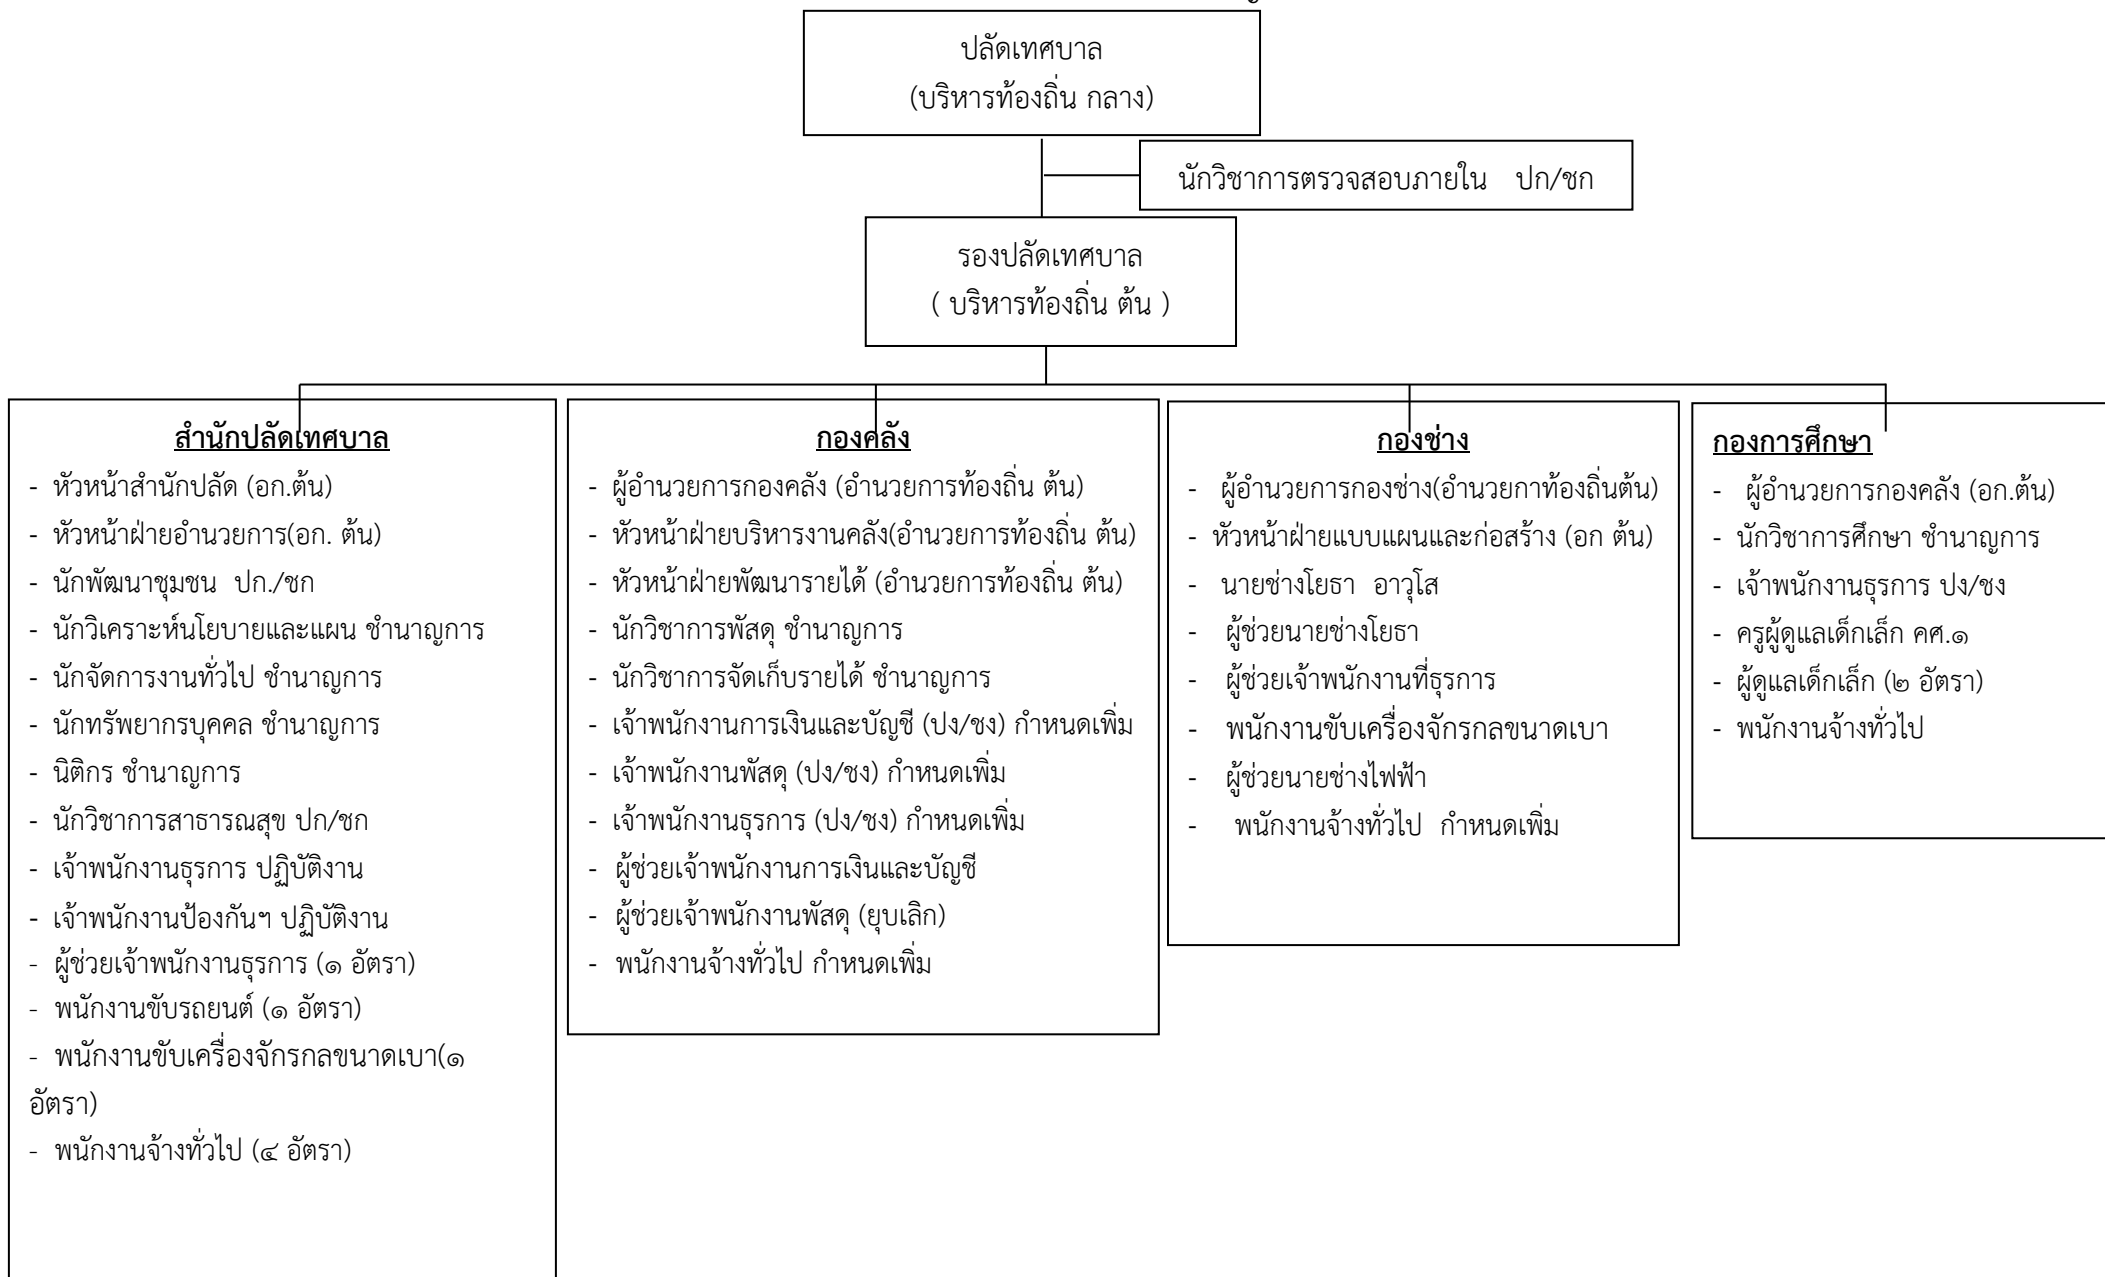 ปลัดเทศบาล
(บริหารท้องถิ่น กลาง)
นักวิชาการตรวจสอบภายใน ปก/ชก
รองปลัดเทศบาล
( บริหารท้องถิ่น ต้น )
สำนักปลัดเทศบาล
- หัวหน้าสำนักปลัด (อก.ต้น)
- หัวหน้าฝ่ายอำนวยการ(อก. ต้น)
- นักพัฒนาชุมชน ปก./ชก
- นักวิเคราะห์นโยบายและแผน ชำนาญการ
- นักจัดการงานทั่วไป ชำนาญการ
- นักทรัพยากรบุคคล ชำนาญการ
- นิติกร ชำนาญการ
- นักวิชาการสาธารณสุข ปก/ชก
- เจ้าพนักงานธุรการ ปฏิบัติงาน
- เจ้าพนักงานป้องกันฯ ปฏิบัติงาน
- ผู้ช่วยเจ้าพนักงานธุรการ (๑ อัตรา)
- พนักงานขับรถยนต์ (๑ อัตรา)
- พนักงานขับเครื่องจักรกลขนาดเบา(๑
อัตรา)
- พนักงานจ้างทั่วไป (๔ อัตรา)
กองคลัง
- ผู้อำนวยการกองคลัง (อำนวยการท้องถิ่น ต้น)
- หัวหน้าฝ่ายบริหารงานคลัง(อำนวยการท้องถิ่น ต้น)
- หัวหน้าฝ่ายพัฒนารายได้ (อำนวยการท้องถิ่น ต้น)
- นักวิชาการพัสดุ ชำนาญการ
- นักวิชาการจัดเก็บรายได้ ชำนาญการ
- เจ้าพนักงานการเงินและบัญชี (ปง/ชง) กำหนดเพิ่ม
- เจ้าพนักงานพัสดุ (ปง/ชง) กำหนดเพิ่ม
- เจ้าพนักงานธุรการ (ปง/ชง) กำหนดเพิ่ม
- ผู้ช่วยเจ้าพนักงานการเงินและบัญชี
- ผู้ช่วยเจ้าพนักงานพัสดุ (ยุบเลิก)
- พนักงานจ้างทั่วไป กำหนดเพิ่ม
กองช่าง
- ผู้อำนวยการกองช่าง(อำนวยกาท้องถิ่นต้น)
- หัวหน้าฝ่ายแบบแผนและก่อสร้าง (อก ต้น)
- นายช่างโยธา อาวุโส
- ผู้ช่วยนายช่างโยธา
- ผู้ช่วยเจ้าพนักงานที่ธุรการ
- พนักงานขับเครื่องจักรกลขนาดเบา
- ผู้ช่วยนายช่างไฟฟ้า
- พนักงานจ้างทั่วไป กำหนดเพิ่ม
กองการศึกษา
- ผู้อำนวยการกองคลัง (อก.ต้น)
- นักวิชาการศึกษา ชำนาญการ
- เจ้าพนักงานธุรการ ปง/ชง
- ครูผู้ดูแลเด็กเล็ก คศ.๑
- ผู้ดูแลเด็กเล็ก (๒ อัตรา)
- พนักงานจ้างทั่วไป